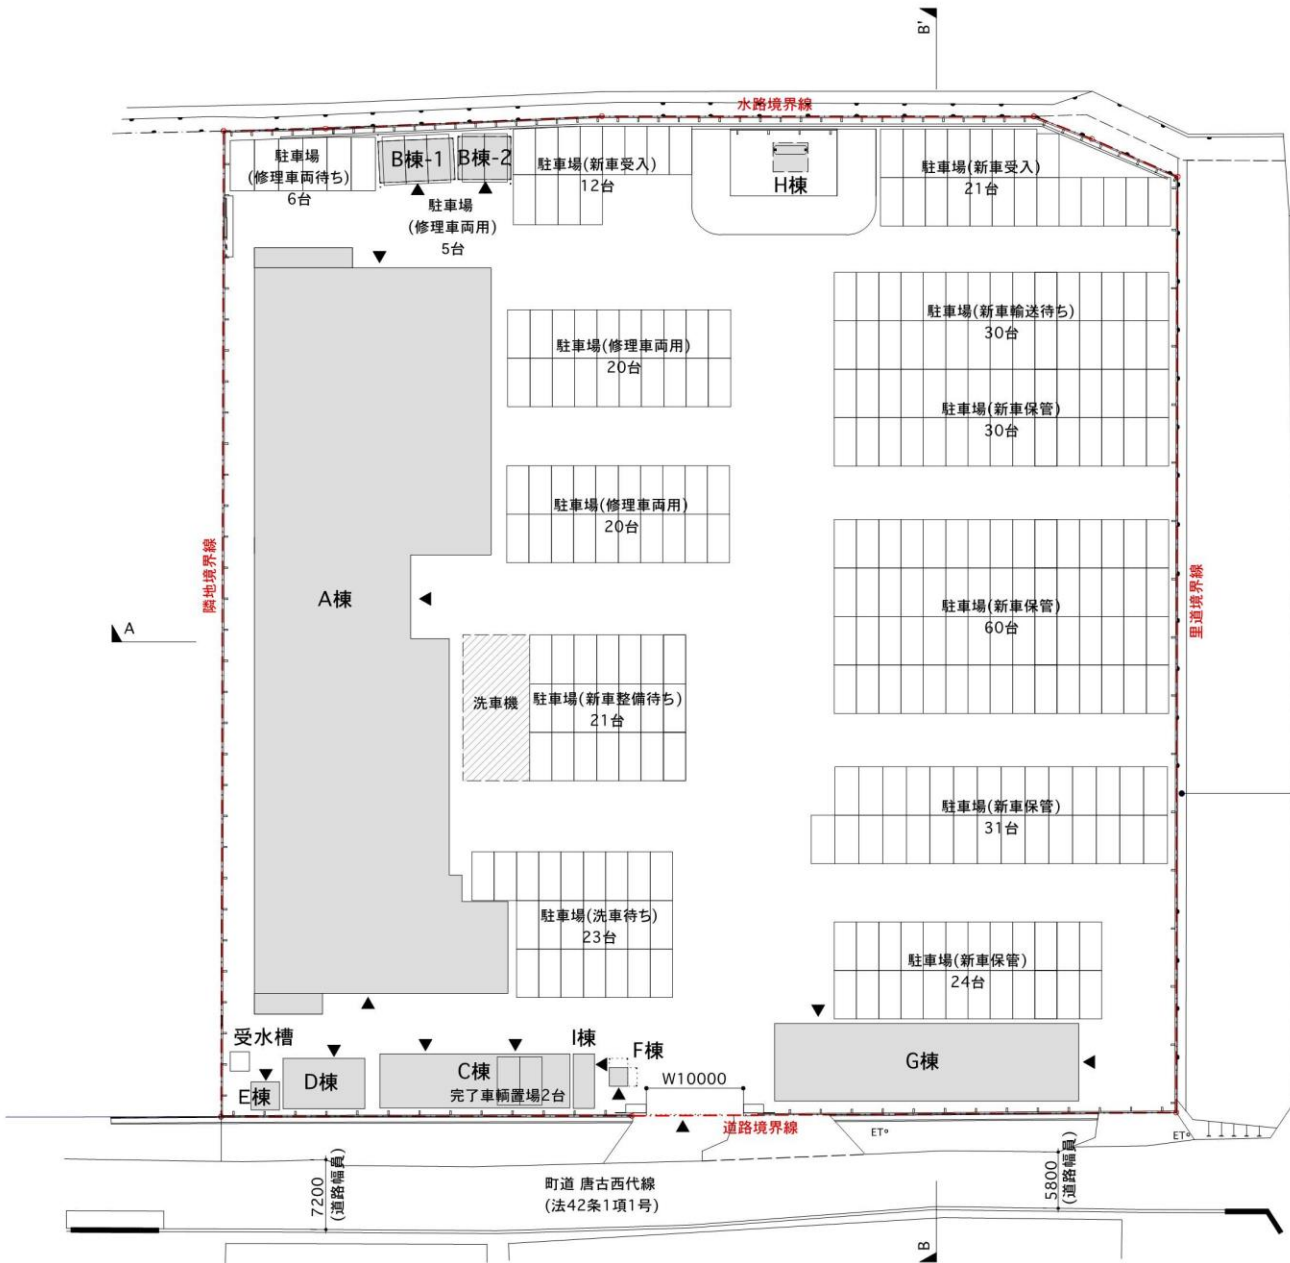 B'
水路境界線
駐車場
(修理車両待ち)
6台
B棟-1
B棟-2
駐車場
(修理車両用)
5台
駐車場(新車受入)
12台
H棟
駐車場(新車受入)
21台
駐車場(修理車両用)
20台
駐車場(新車輸送待ち)
30台
駐車場(新車保管)
30台
駐車場(修理車両用)
20台
隣地境界線
A棟
A
駐車場(新車保管)
60台
里道境界線
洗車機
駐車場(新車整備待ち)
21台
駐車場(新車保管)
31台
駐車場(洗車待ち)
23台
駐車場(新車保管)
24台
受水槽
E棟
D棟
C棟
完了車輌置場2台
I棟
F棟
W10000
G棟
道路境界線
ET
ET
7200
(道路幅員)
町道 唐古西代線
(法42条1項1号)
5800
(道路幅員)
B